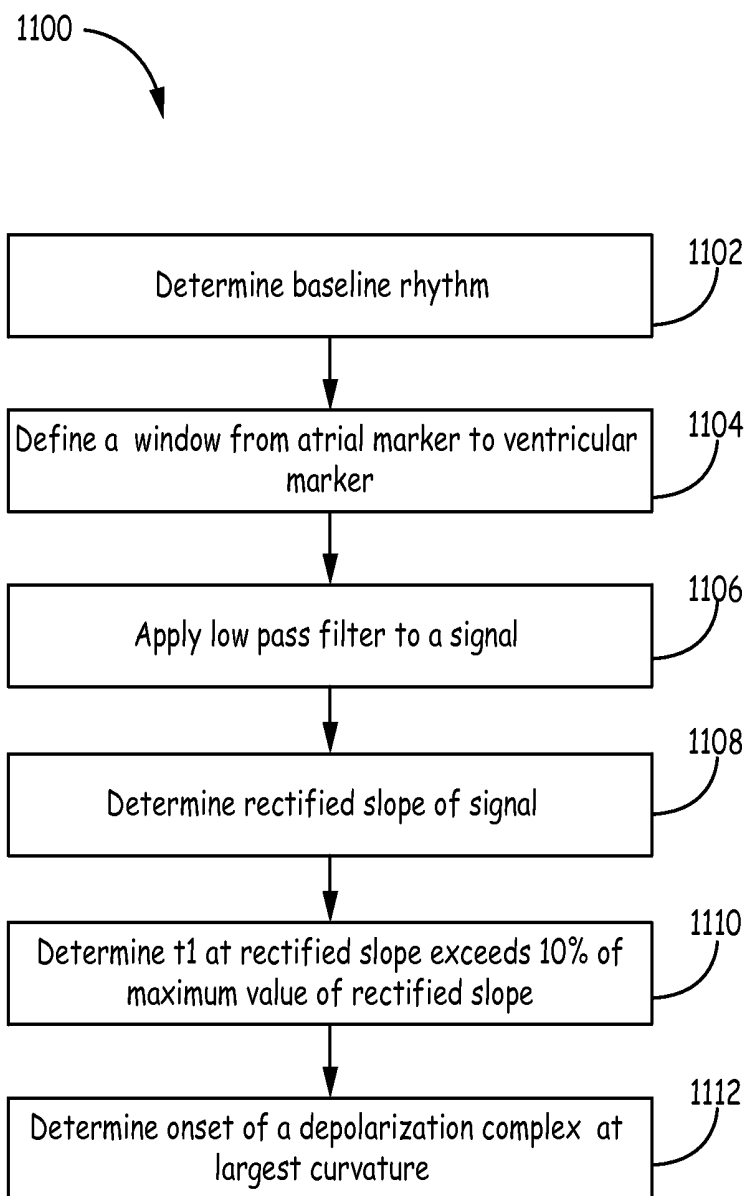 1100
1102
Determine baseline rhythm
1104
Define a window from atrial marker to ventricular
marker
1106
Apply low pass filter to a signal
1108
Determine rectified slope of signal
1110
Determine t1 at rectified slope exceeds 10% of
maximum value of rectified slope
1112
Determine onset of a depolarization complex at
largest curvature